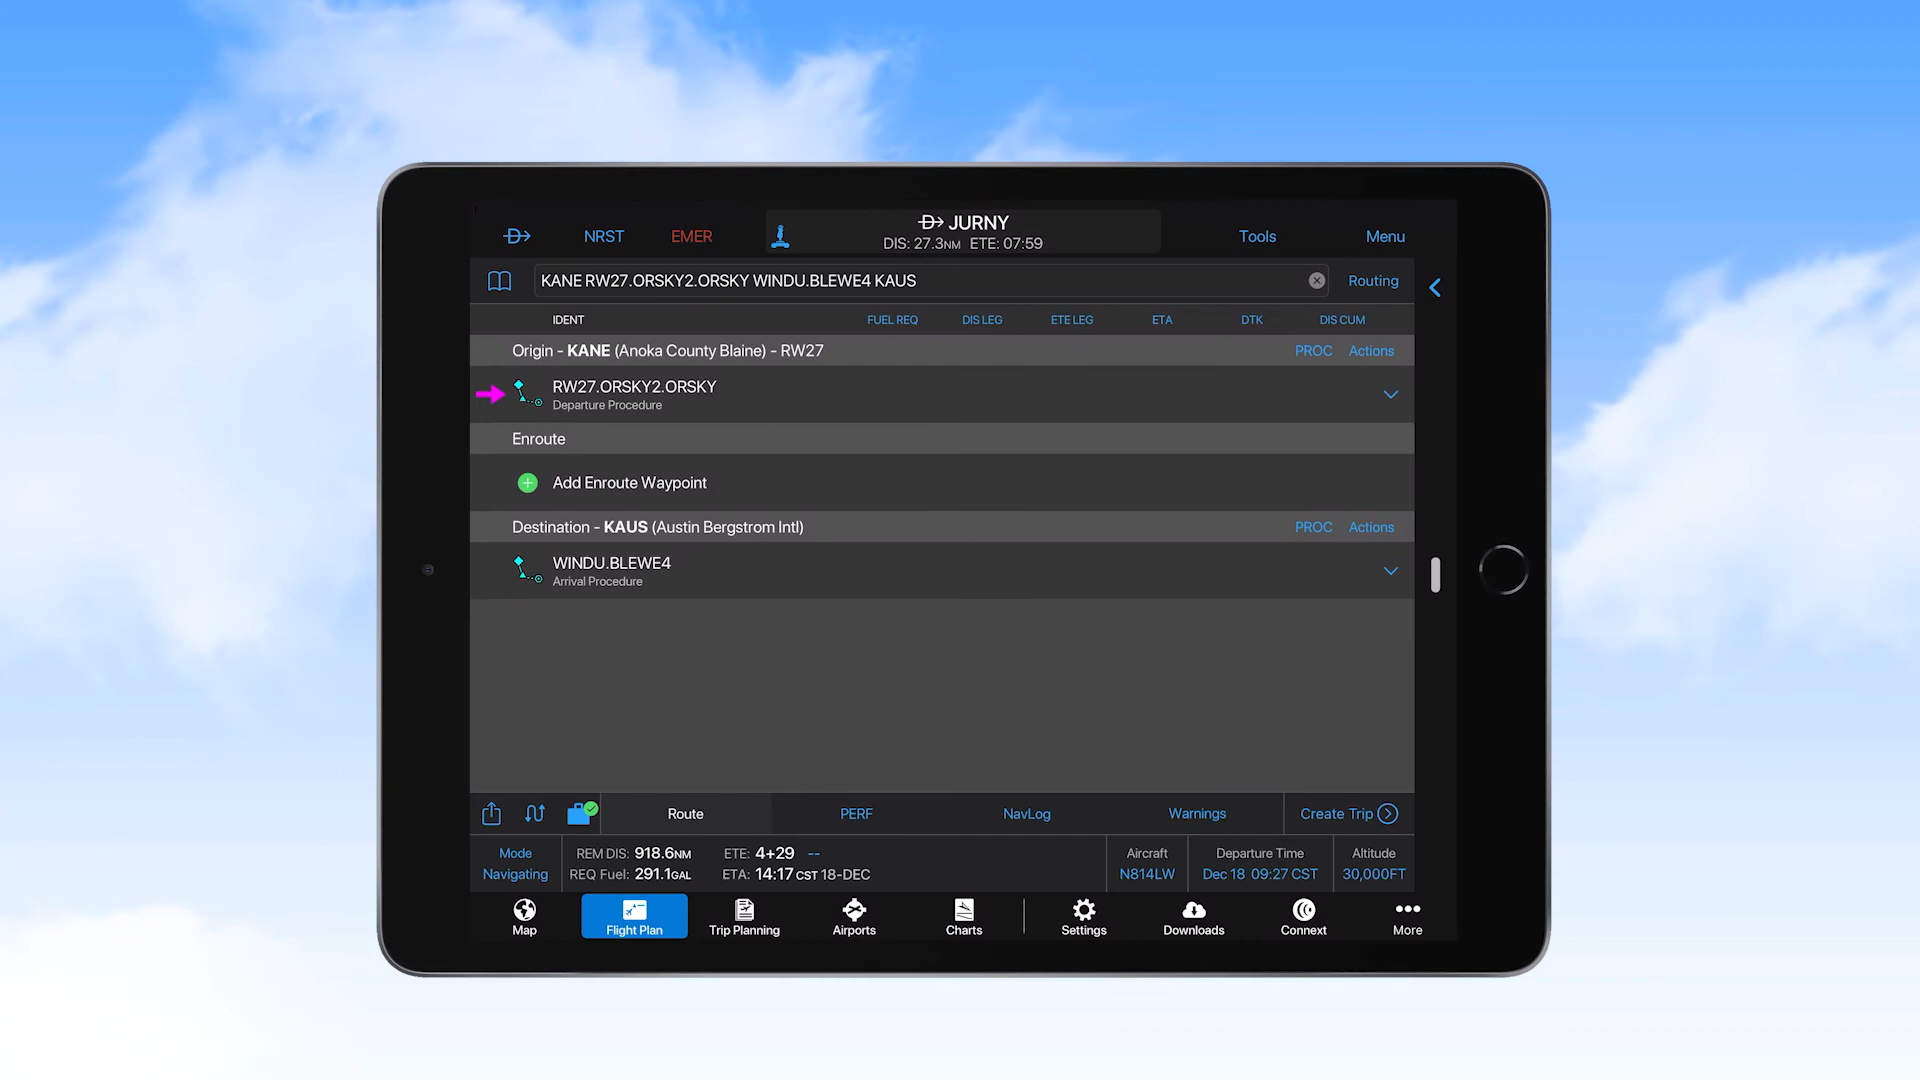 NRST
EMER
JURNY
DIS: 27.3NM ETE: 07:59
Tools
Menu
KANE RW27.ORSKY2.ORSKY WINDU.BLEWE4 KAUS
Routing
IDENT
FUEL REQ
DIS LEG
ETE LEG
ETA
DTK
DIS CUM
Origin - KANE (Anoka County Blaine) - RW27
PROC
Actions
RW27.ORSKY2.ORSKY
Departure Procedure
Enroute
Add Enroute Waypoint
Destination - KAUS (Austin Bergstrom Intl)
PROC
Actions
WINDU.BLEWE4
Arrival Procedure
Route
PERF
NavLog
Warnings
Create Trip
Mode
Navigating
REM DIS: 918.6NM
REQ Fuel: 291.1GAL
ETE: 4+29 --
ETA: 14:17 CST 18-DEC
Aircraft
N814LW
Departure Time
Dec 18 09:27 CST
Altitude
30,000FT
Map
Flight Plan
Trip Planning
Airports
Charts
Settings
Downloads
Connext
More